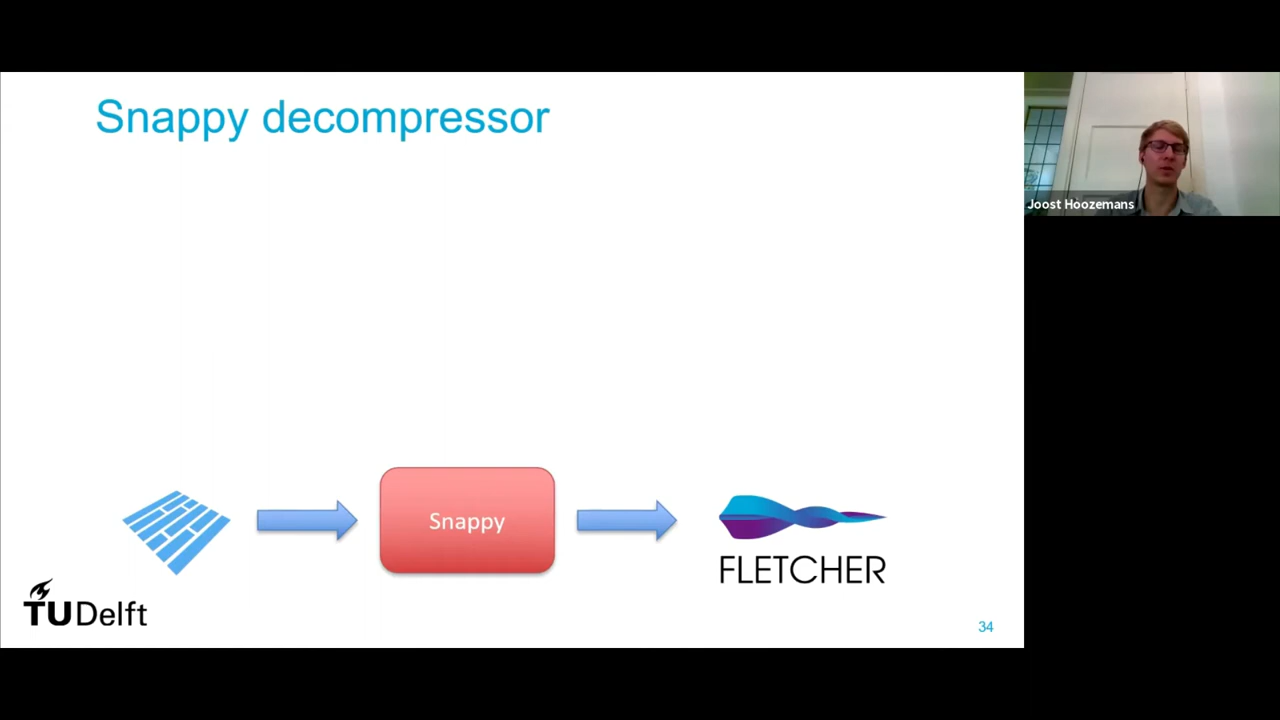 Snappy decompressor
Joost Hoozemans
Snappy
FLETCHER
TUDelft
34